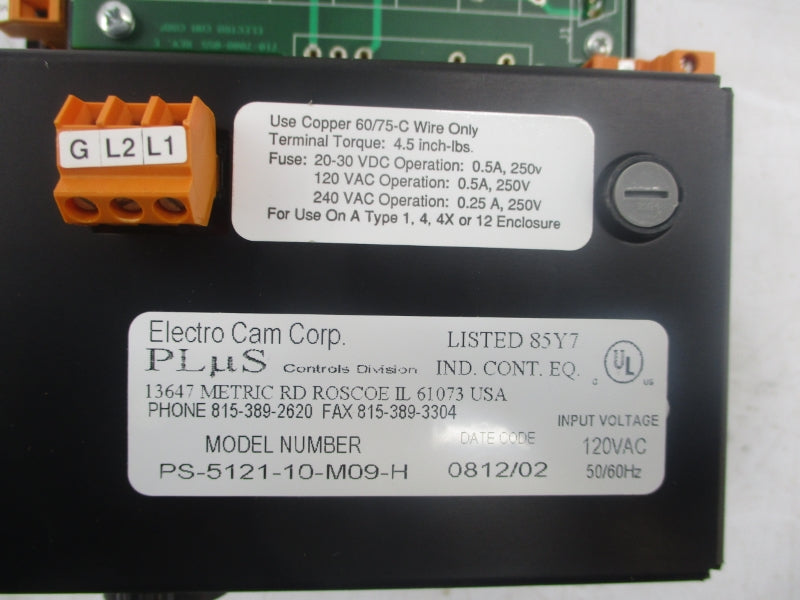 G L2 L1
Use Copper 60/75-C Wire Only
Terminal Torque: 4.5 inch-lbs.
Fuse: 20-30 VDC Operation: 0.5A, 250v
120 VAC Operation: 0.5A, 250V
240 VAC Operation: 0.25 A, 250V
For Use On A Type 1, 4, 4X or 12 Enclosure
Electro Cam Corp.
PLµS Controls Division
LISTED 85Y7
IND. CONT. EQ.
C UL US
13647 METRIC RD ROSCOE IL 61073 USA
PHONE 815-389-2620 FAX 815-389-3304
MODEL NUMBER
PS-5121-10-M09-H
DATE CODE
0812/02
INPUT VOLTAGE
120VAC
50/60Hz